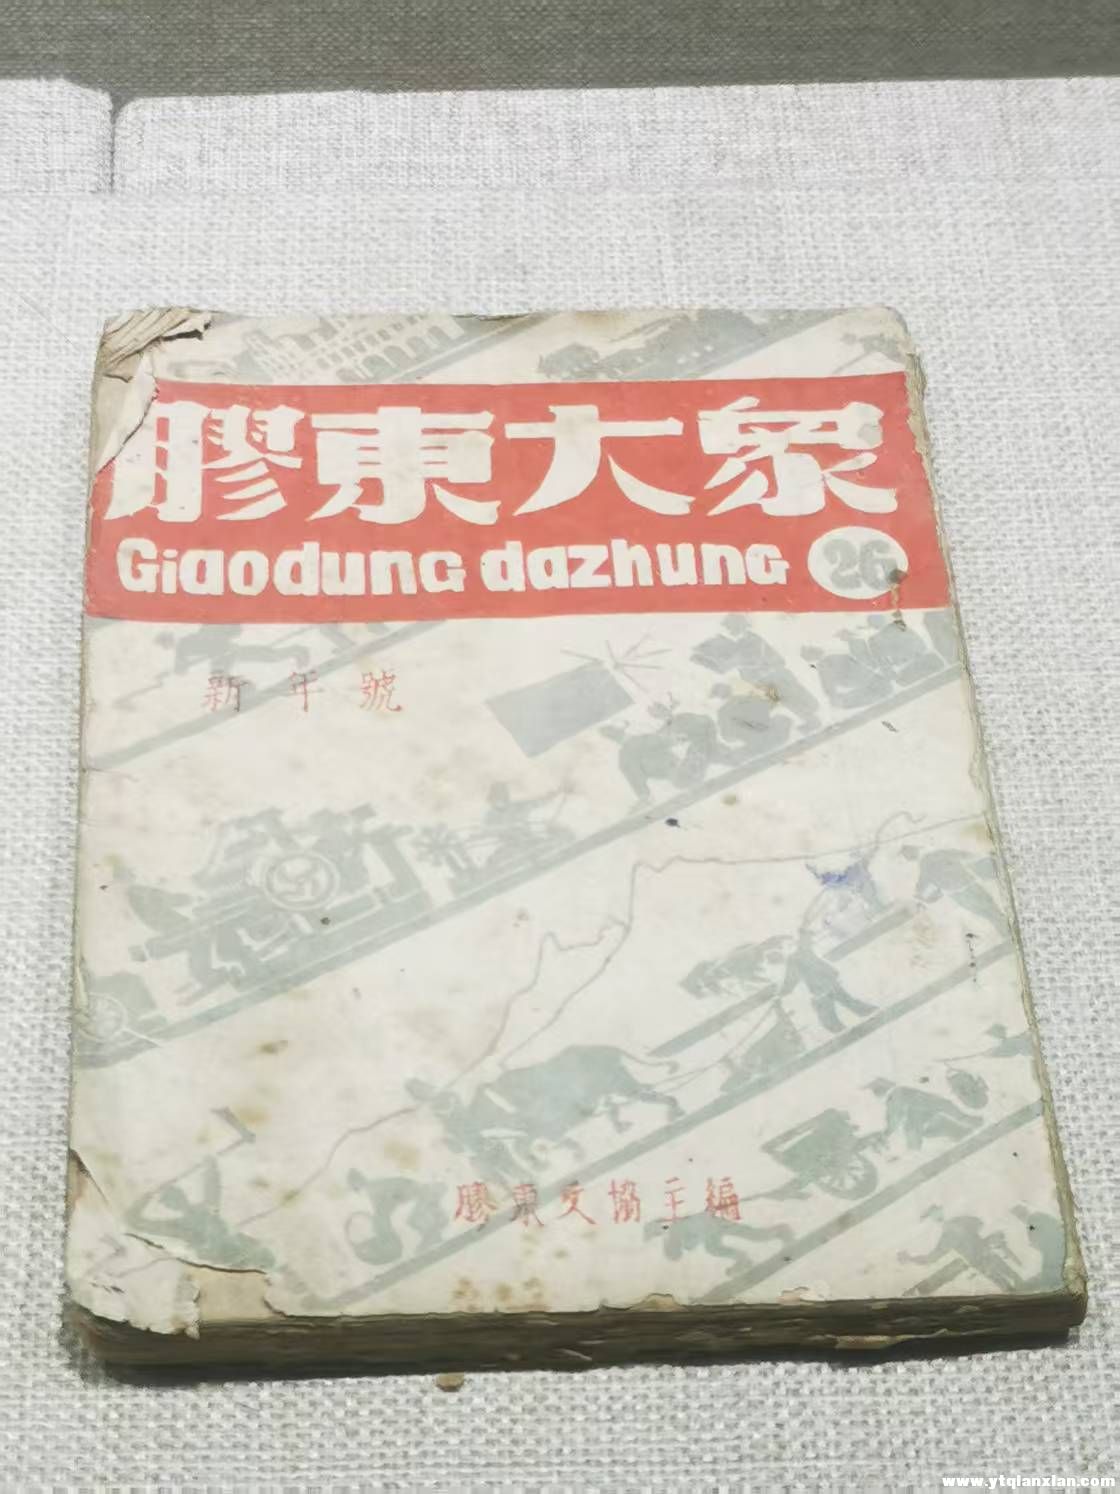 膠東大衆
Giaodung dazhung 26
新年號
膠東文協主編
www.ytqianxian.com